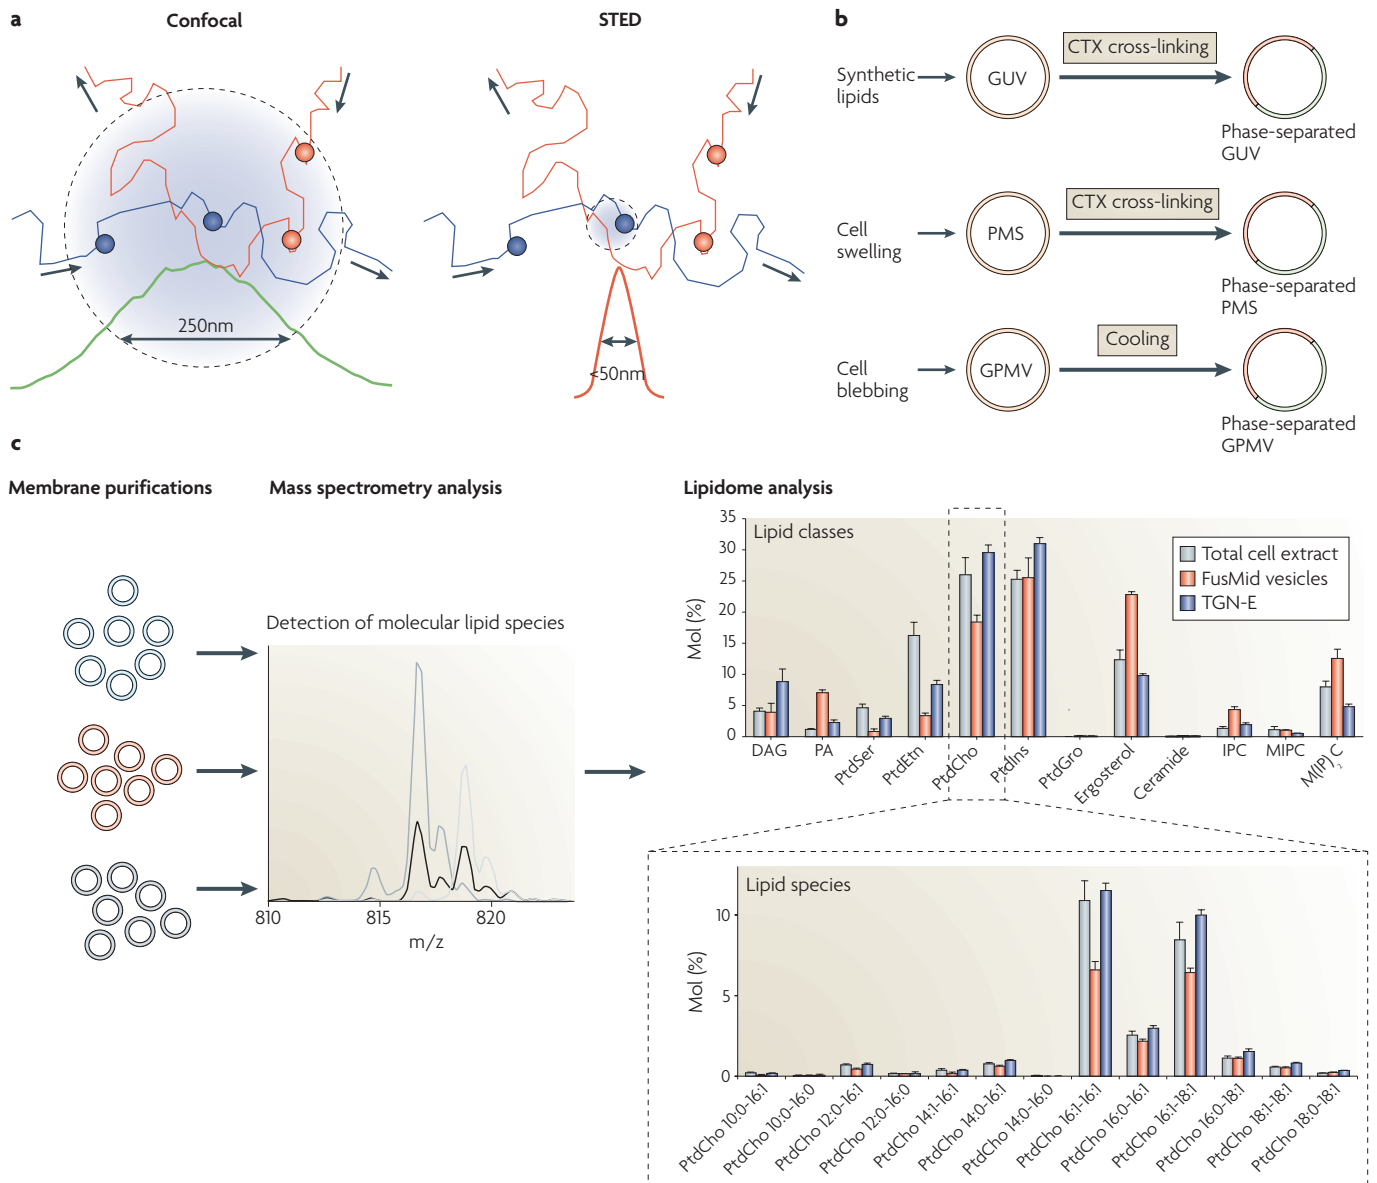 a
Confocal
STED
250nm
<50nm
b
Synthetic
lipids
GUV
CTX cross-linking
Phase-separated
GUV
Cell
swelling
PMS
CTX cross-linking
Phase-separated
PMS
Cell
blebbing
GPMV
Cooling
Phase-separated
GPMV
c
Membrane purifications
Mass spectrometry analysis
Lipidome analysis
Detection of molecular lipid species
810
815
820
m/z
Lipid classes
Mol (%)
35
30
25
20
15
10
5
0
Total cell extract
FusMid vesicles
TGN-E
DAG
PA
PtdSer
PtdEtn
PtdCho
PtdIns
PtdGro
Ergosterol
Ceramide
IPC
MIPC
M(IP)₂C
Lipid species
Mol (%)
10
5
0
PtdCho 10:0-16:1
PtdCho 10:0-16:0
PtdCho 12:0-16:1
PtdCho 12:0-16:0
PtdCho 14:1-16:1
PtdCho 14:0-16:1
PtdCho 14:0-16:0
PtdCho 16:1-16:1
PtdCho 16:0-16:1
PtdCho 16:1-18:1
PtdCho 16:0-18:1
PtdCho 18:1-18:1
PtdCho 18:0-18:1